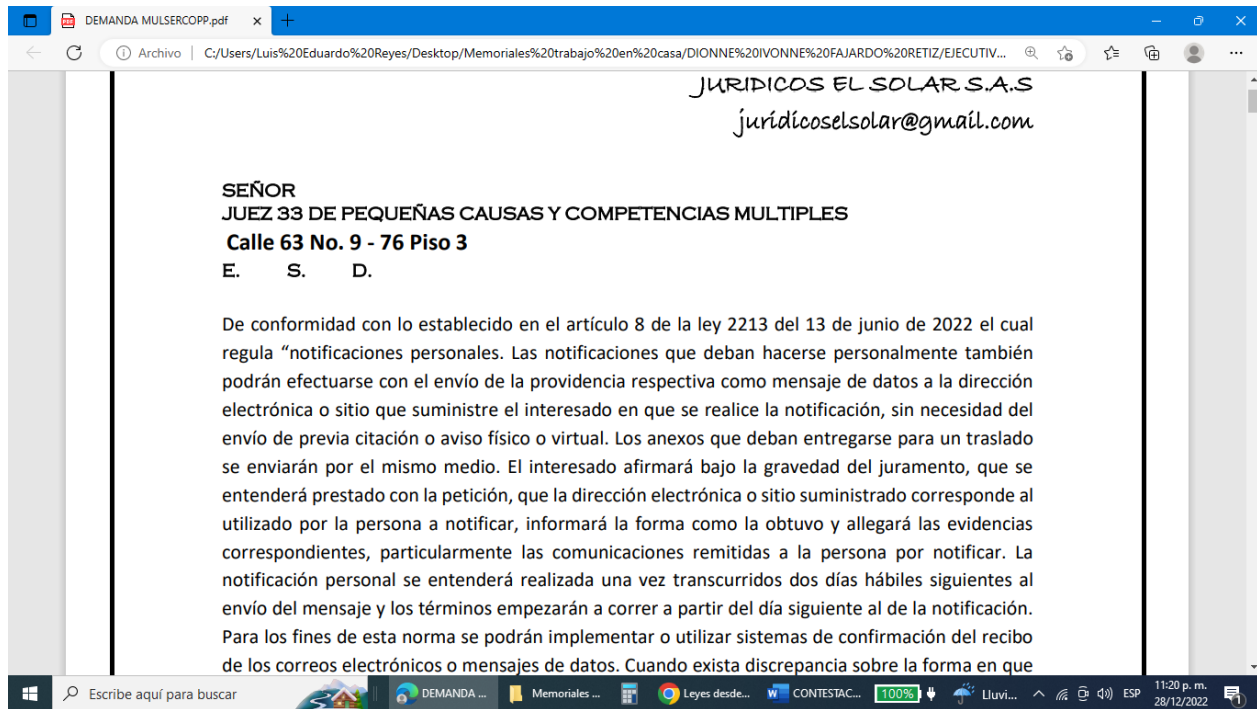 DEMANDA MULSERCOPP.pdf
Archivo
C:/Users/Luis%20Eduardo%20Reyes/Desktop/Memoriales%20trabajo%20en%20casa/DIONNE%20IVONNE%20FAJARDO%20RETIZ/EJECUTIV...
JURIDICOS EL SOLAR S.A.S
juridicoselsolar@gmail.com
SEÑOR
JUEZ 33 DE PEQUEÑAS CAUSAS Y COMPETENCIAS MULTIPLES
Calle 63 No. 9 - 76 Piso 3
E. S. D.
De conformidad con lo establecido en el artículo 8 de la ley 2213 del 13 de junio de 2022 el cual
regula “notificaciones personales. Las notificaciones que deban hacerse personalmente también
podrán efectuarse con el envío de la providencia respectiva como mensaje de datos a la dirección
electrónica o sitio que suministre el interesado en que se realice la notificación, sin necesidad del
envío de previa citación o aviso físico o virtual. Los anexos que deban entregarse para un traslado
se enviarán por el mismo medio. El interesado afirmará bajo la gravedad del juramento, que se
entenderá prestado con la petición, que la dirección electrónica o sitio suministrado corresponde al
utilizado por la persona a notificar, informará la forma como la obtuvo y allegará las evidencias
correspondientes, particularmente las comunicaciones remitidas a la persona por notificar. La
notificación personal se entenderá realizada una vez transcurridos dos días hábiles siguientes al
envío del mensaje y los términos empezarán a correr a partir del día siguiente al de la notificación.
Para los fines de esta norma se podrán implementar o utilizar sistemas de confirmación del recibo
de los correos electrónicos o mensajes de datos. Cuando exista discrepancia sobre la forma en que
Escribe aquí para buscar
DEMANDA ...
Memoriales ...
Leyes desde...
CONTESTAC...
100%
Lluvi...
ESP
11:20 p. m.
28/12/2022
1